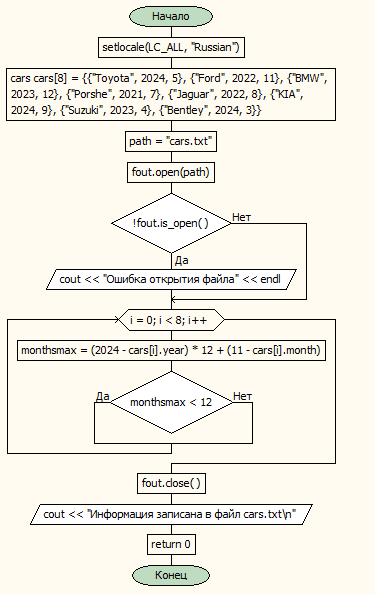 Начало
setlocale(LC_ALL, "Russian")
cars cars[8] = {{"Toyota", 2024, 5}, {"Ford", 2022, 11}, {"BMW",
2023, 12}, {"Porshe", 2021, 7}, {"Jaguar", 2022, 8}, {"KIA",
2024, 9}, {"Suzuki", 2023, 4}, {"Bentley", 2024, 3}}
path = "cars.txt"
fout.open(path)
!fout.is_open( )
Нет
Да
cout << "Ошибка открытия файла" << endl
i = 0; i < 8; i++
monthsmax = (2024 - cars[i].year) * 12 + (11 - cars[i].month)
Да
monthsmax < 12
Нет
fout.close( )
cout << "Информация записана в файл cars.txt\n"
return 0
Конец